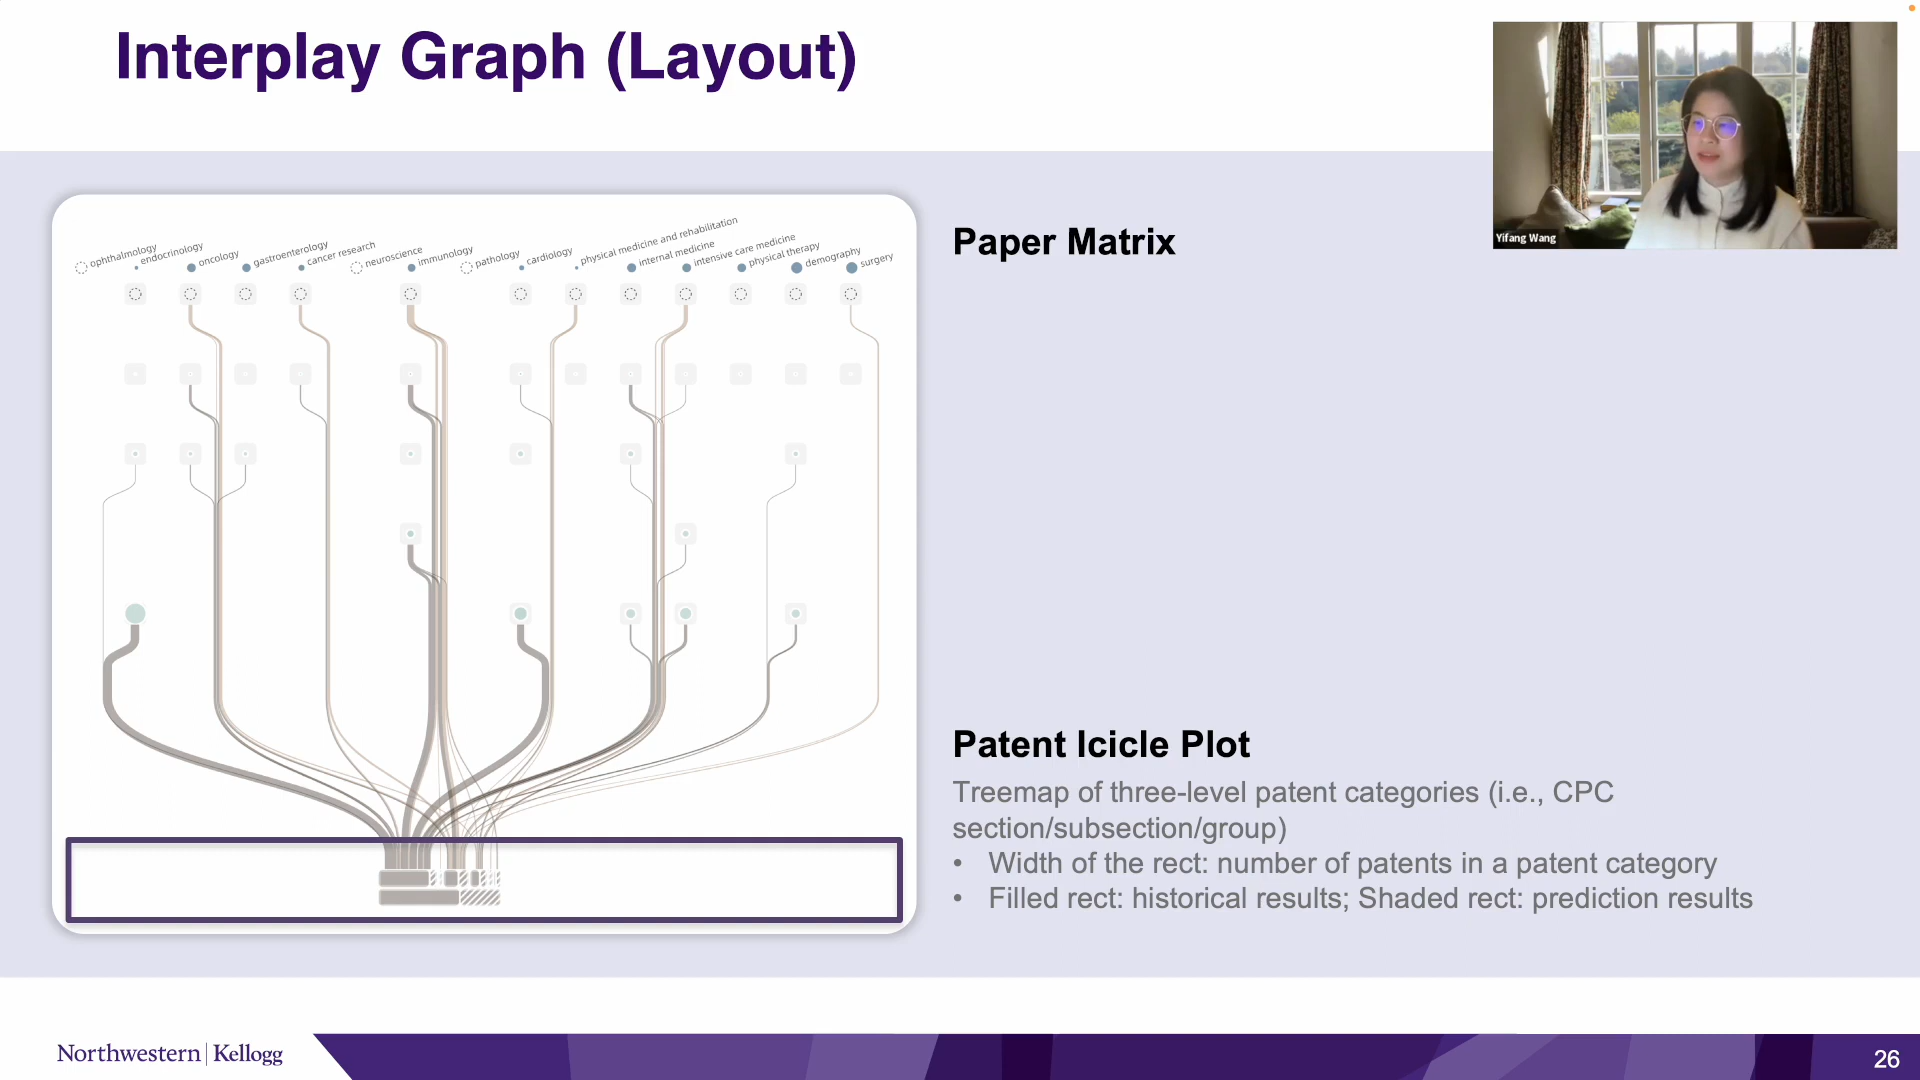 Interplay Graph (Layout)
Yifang Wang
ophthalmology
endocrinology
oncology
gastroenterology
cancer research
neuroscience
immunology
pathology
cardiology
physical medicine and rehabilitation
internal medicine
intensive care medicine
physical therapy
demography
surgery
Paper Matrix
Patent Icicle Plot
Treemap of three-level patent categories (i.e., CPC
section/subsection/group)
• Width of the rect: number of patents in a patent category
• Filled rect: historical results; Shaded rect: prediction results
Northwestern | Kellogg
26